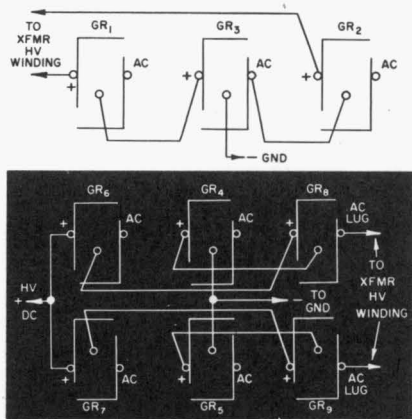 GR1 GR3 GR2
TO
XFMR
HV
WINDING
AC AC AC
+ + +
− GND
GR6 GR4 GR8
+ + +
AC AC AC
LUG
HV
+
DC
− TO
GND
TO
XFMR
HV
WINDING
+ + +
AC AC AC
LUG
GR7 GR5 GR9